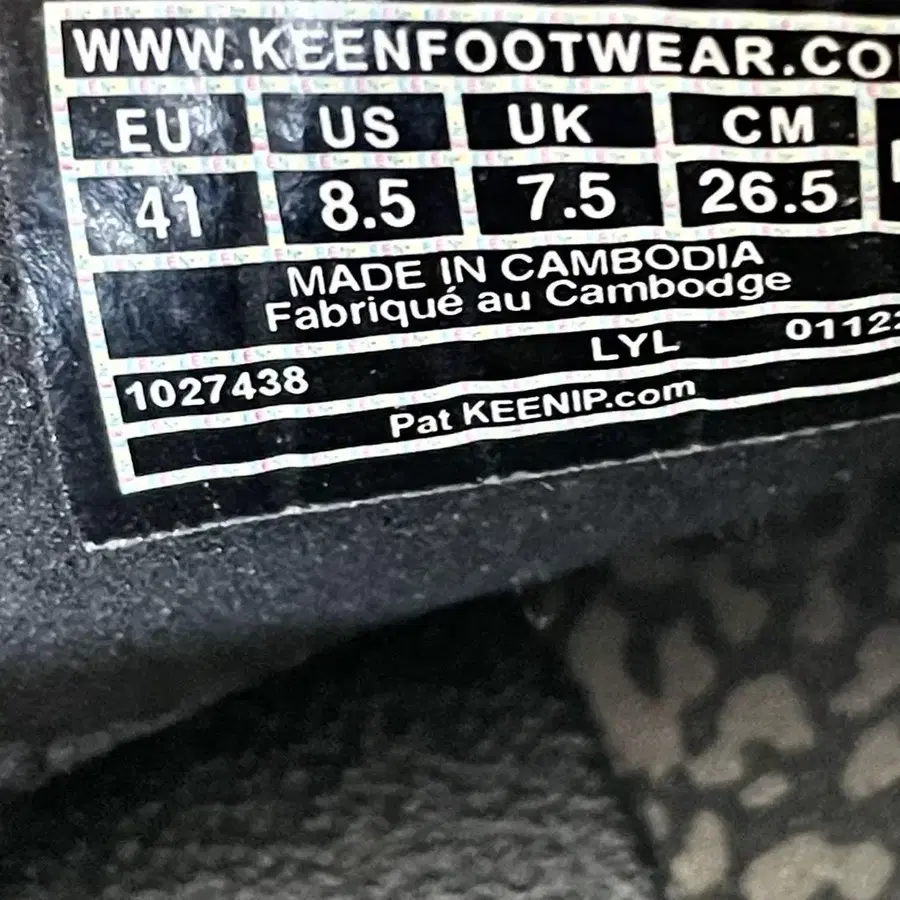 WWW.KEENFOOTWEAR.CO
EU US UK CM
41 8.5 7.5 26.5
MADE IN CAMBODIA
Fabriqué au Cambodge
1027438 LYL 01122
Pat KEENIP.com